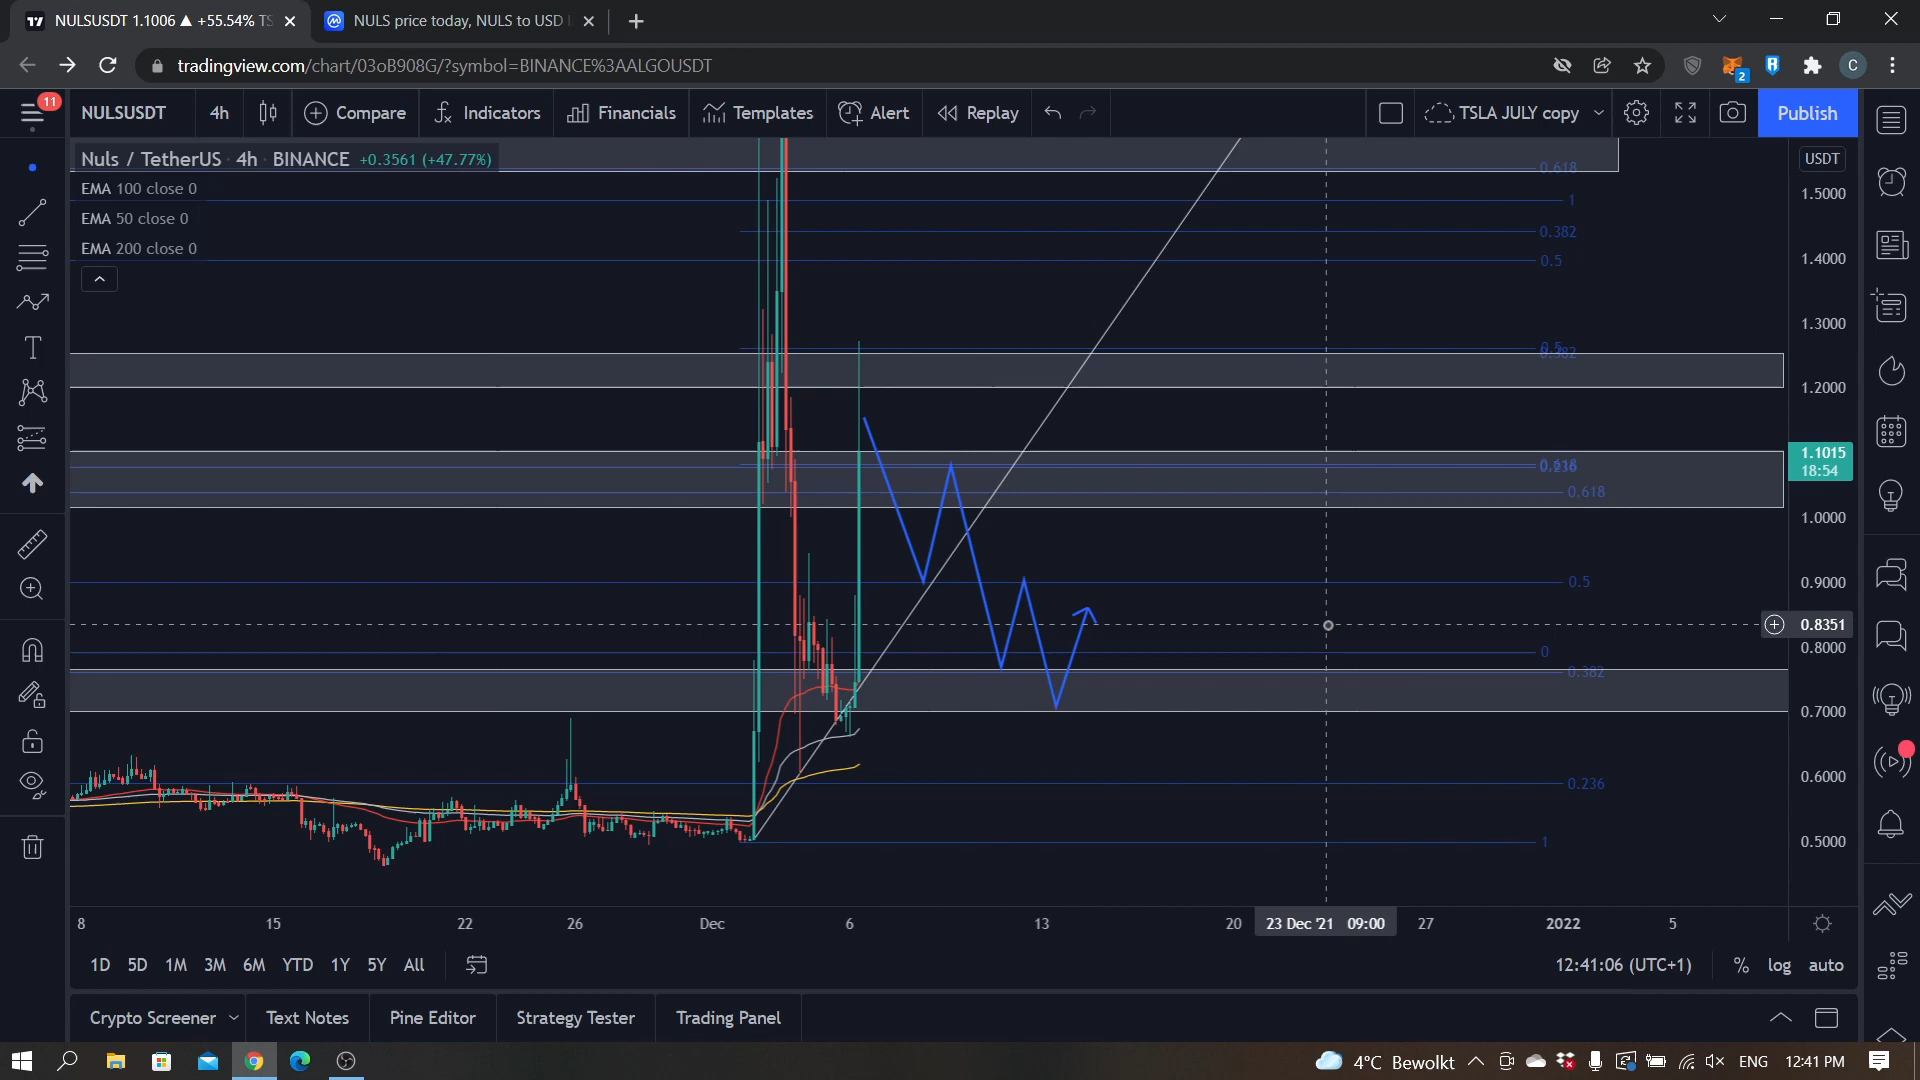 NULSUSDT 1.1006 ▲ +55.54% TS
NULS price today, NULS to USD
tradingview.com/chart/03oB908G/?symbol=BINANCE%3AALGOUSDT
2
C
11
NULSUSDT
4h
Compare
Indicators
Financials
Templates
Alert
Replay
TSLA JULY copy
Publish
Nuls / TetherUS · 4h · BINANCE +0.3561 (+47.77%)
EMA 100 close 0
EMA 50 close 0
EMA 200 close 0
USDT
0.618
1
0.382
0.5
0.5
0.382
0.618
0.5
0
0.382
0.236
1
1.5000
1.4000
1.3000
1.2000
1.1015
18:54
1.0000
0.9000
0.8351
0.8000
0.7000
0.6000
0.5000
8
15
22
26
Dec
6
13
20
23 Dec '21 09:00
27
2022
5
1D 5D 1M 3M 6M YTD 1Y 5Y All
12:41:06 (UTC+1)
% log auto
Crypto Screener
Text Notes
Pine Editor
Strategy Tester
Trading Panel
4°C Bewolkt
ENG
12:41 PM